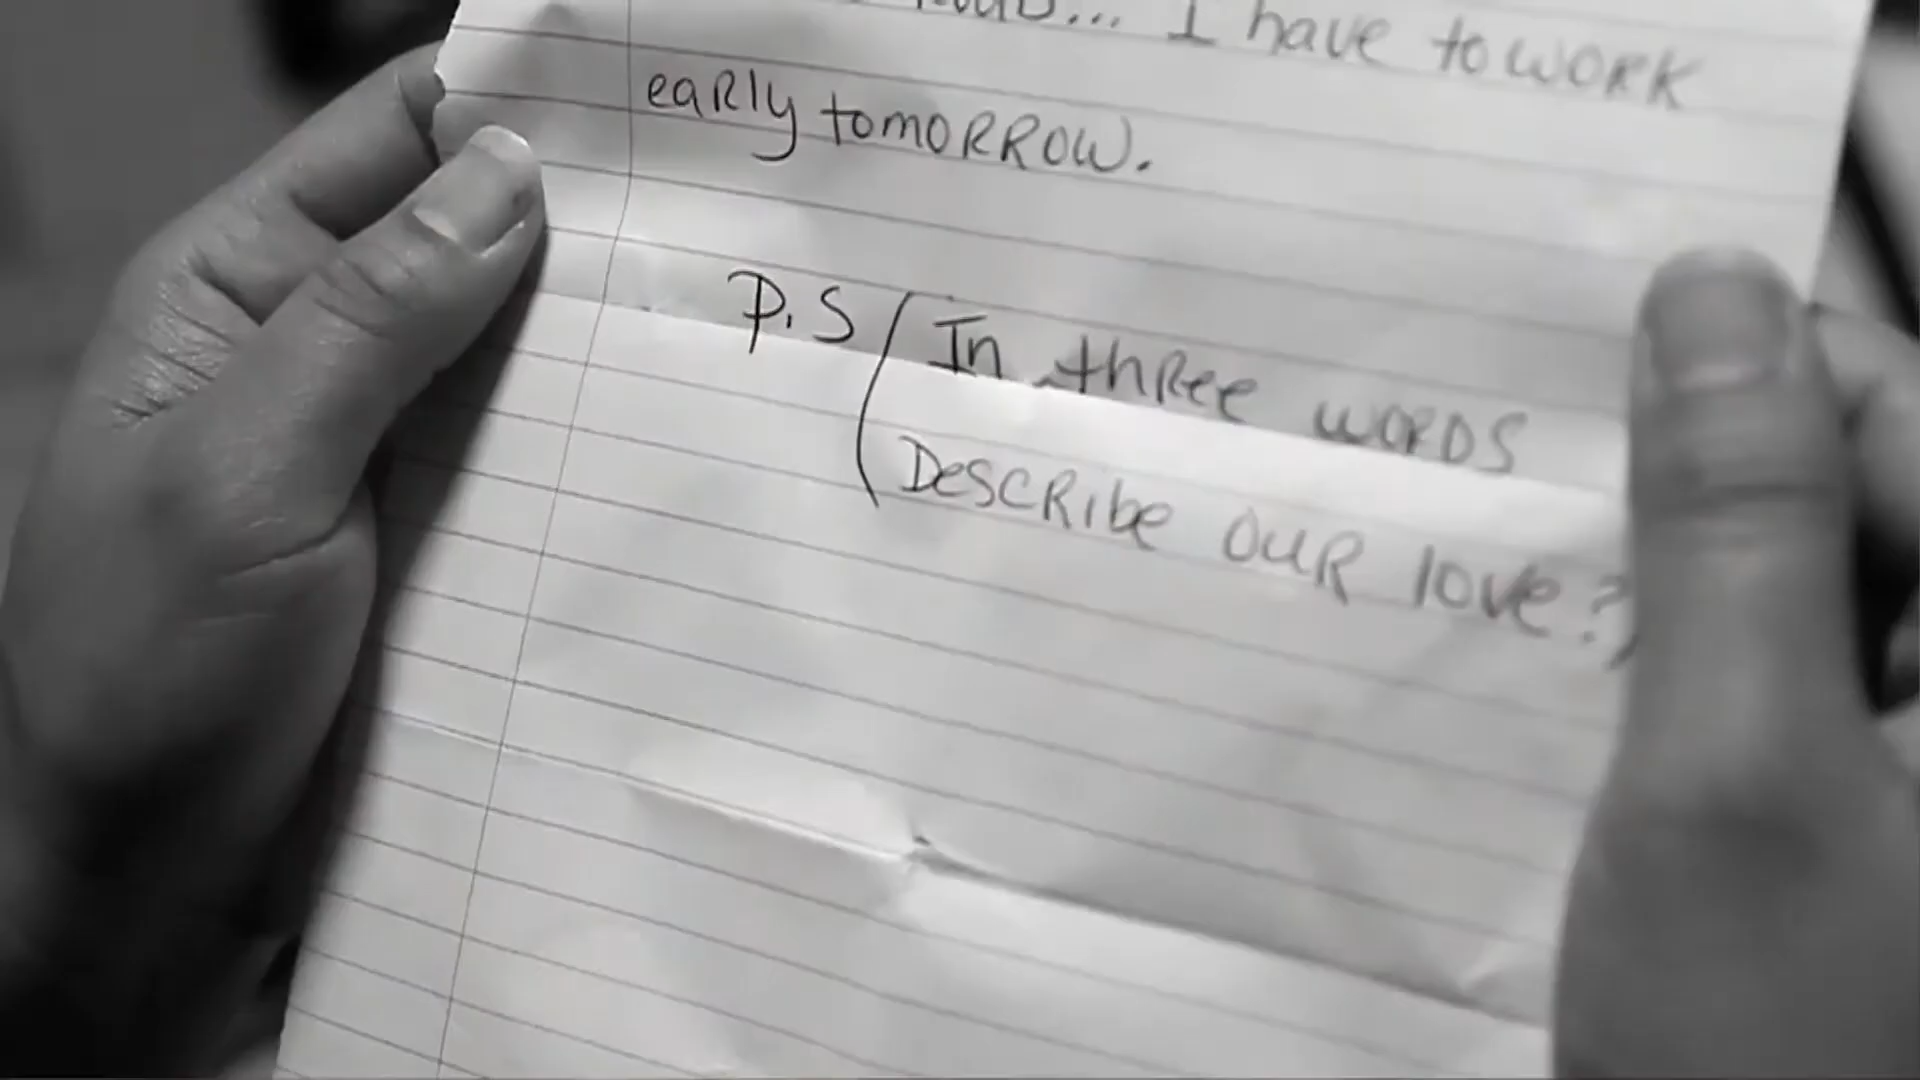 I have to work
early tomorrow.
P.S (In three words
Describe our love?)